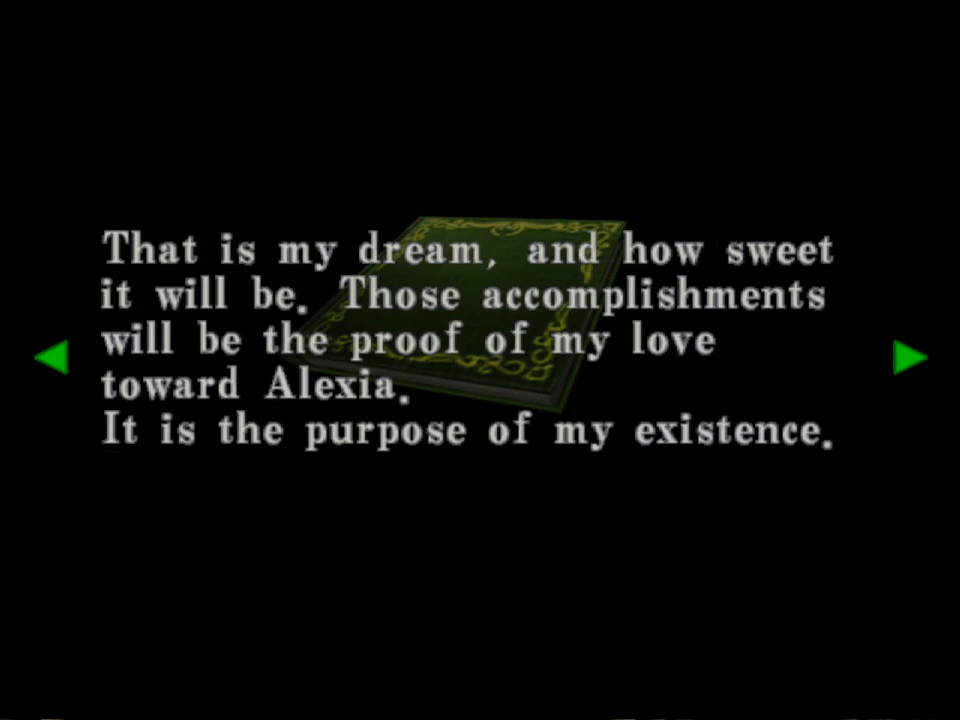 That is my dream, and how sweet
it will be. Those accomplishments
will be the proof of my love
toward Alexia.
It is the purpose of my existence.